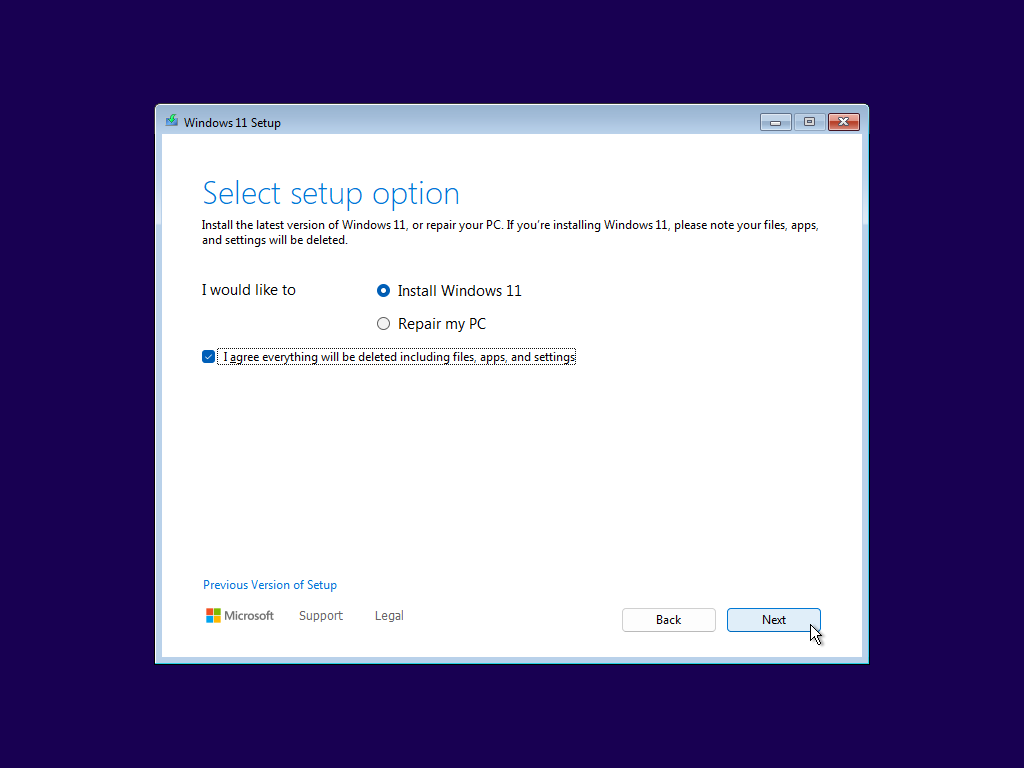 Windows 11 Setup
Select setup option
Install the latest version of Windows 11, or repair your PC. If you're installing Windows 11, please note your files, apps,
and settings will be deleted.
I would like to
Install Windows 11
Repair my PC
I agree everything will be deleted including files, apps, and settings
Previous Version of Setup
Microsoft
Support
Legal
Back
Next